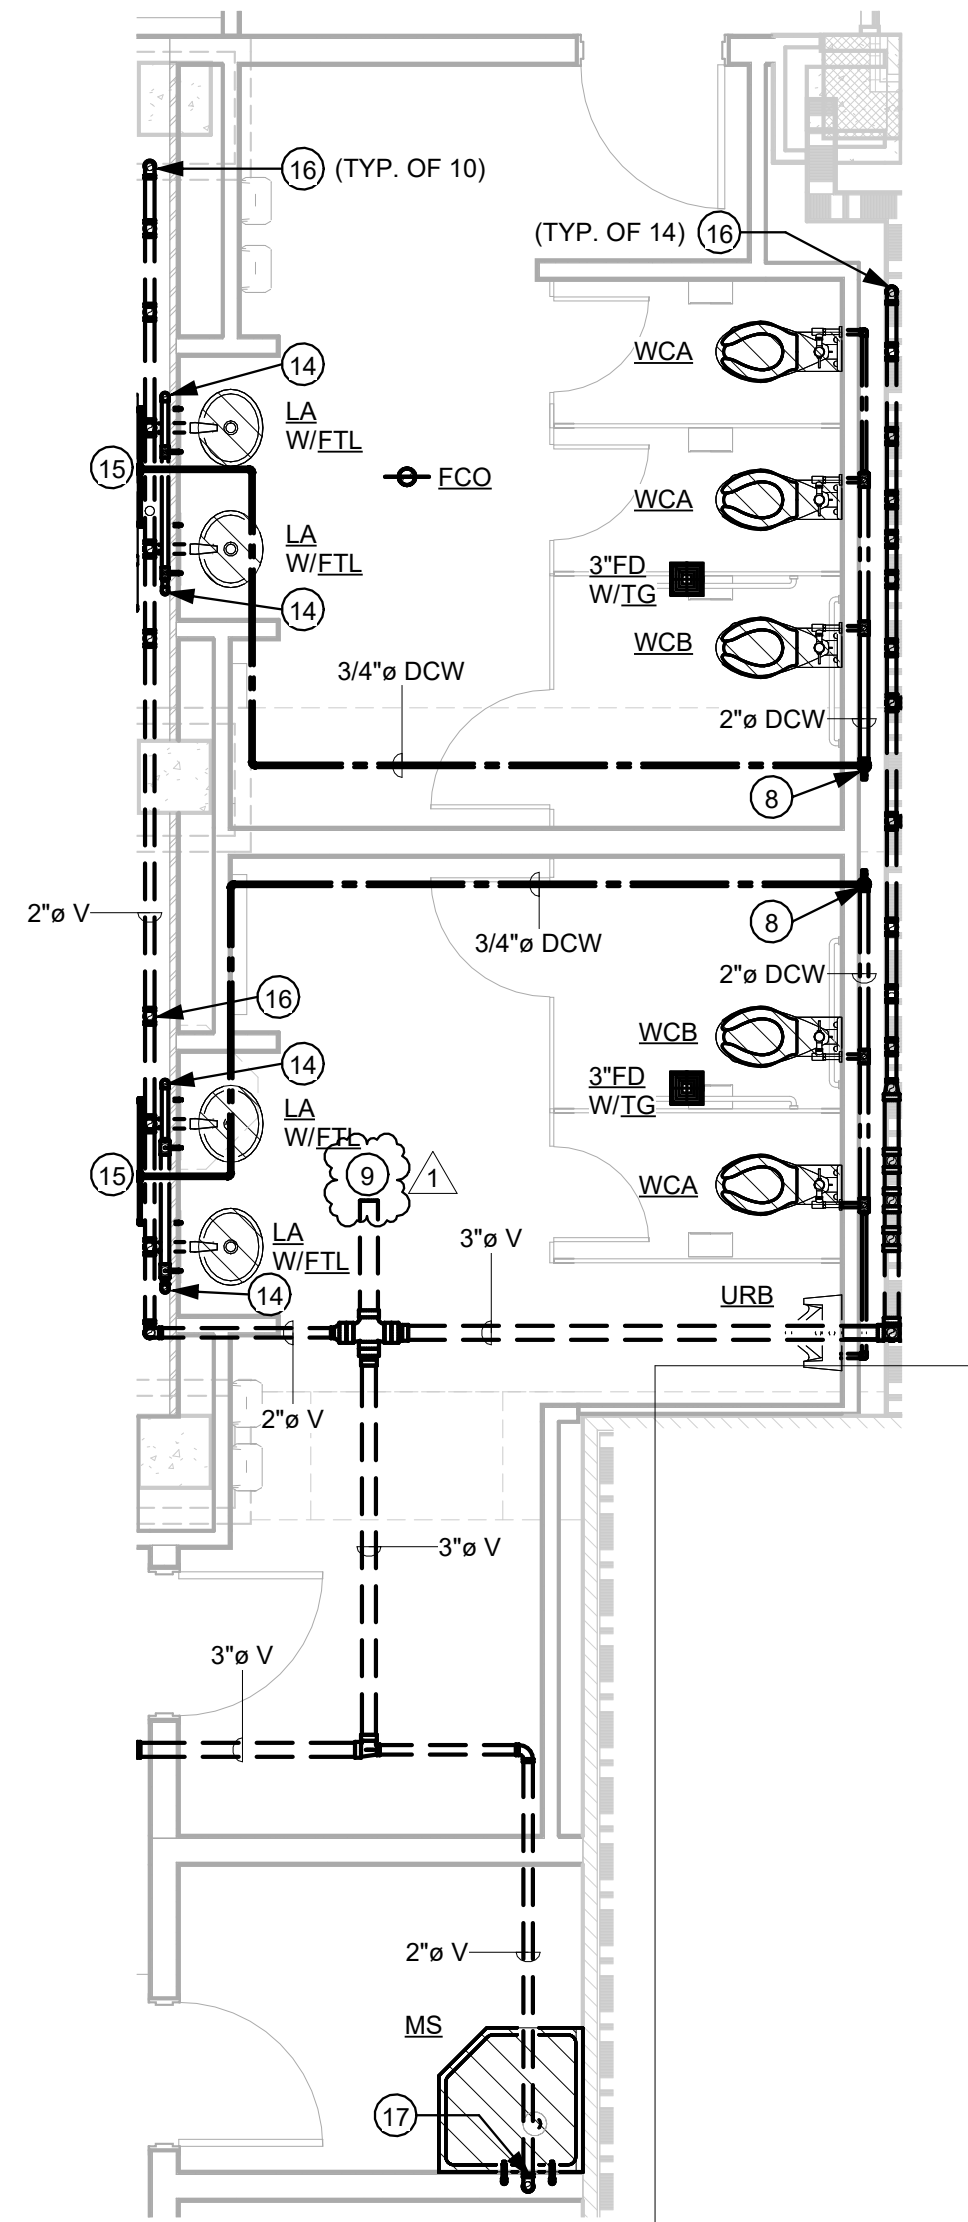 16 (TYP. OF 10)
(TYP. OF 14) 16
WCA
14
LA
W/FTL
15
FCO
WCA
LA
W/FTL
3"FD
W/TG
14
WCB
3/4"ø DCW
2"ø DCW
8
2"ø V
8
3/4"ø DCW
2"ø DCW
16
WCB
14
3"FD
W/TG
LA
W/FTL
15
9
1
WCA
LA
W/FTL
3"ø V
14
URB
2"ø V
3"ø V
3"ø V
2"ø V
MS
17